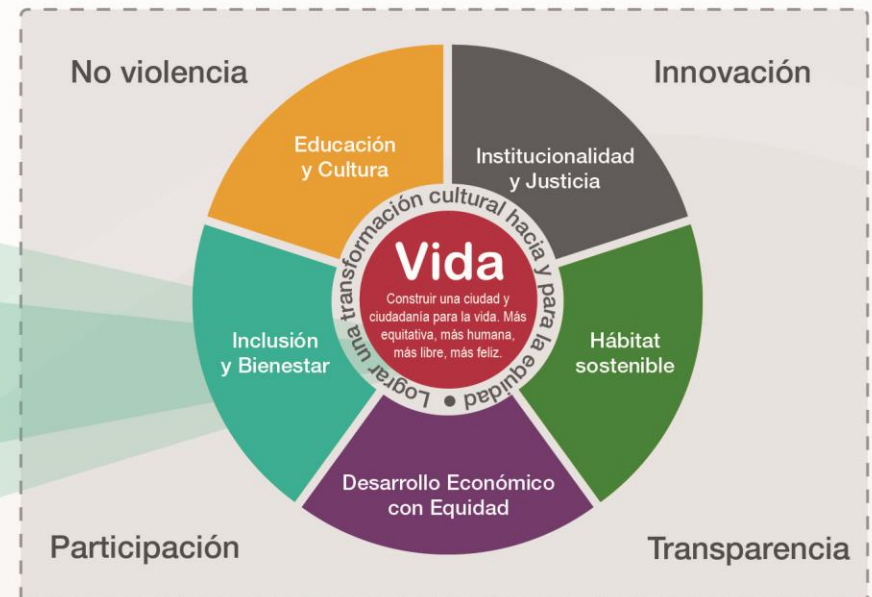 No violencia
Innovación
Educación
y Cultura
Institucionalidad
y Justicia
Lograr una transformación cultural hacia y para la equidad •
Vida
Construir una ciudad y
ciudadanía para la vida. Más
equitativa, más humana,
más libre, más feliz.
Inclusión
y Bienestar
Hábitat
sostenible
Desarrollo Económico
con Equidad
Participación
Transparencia